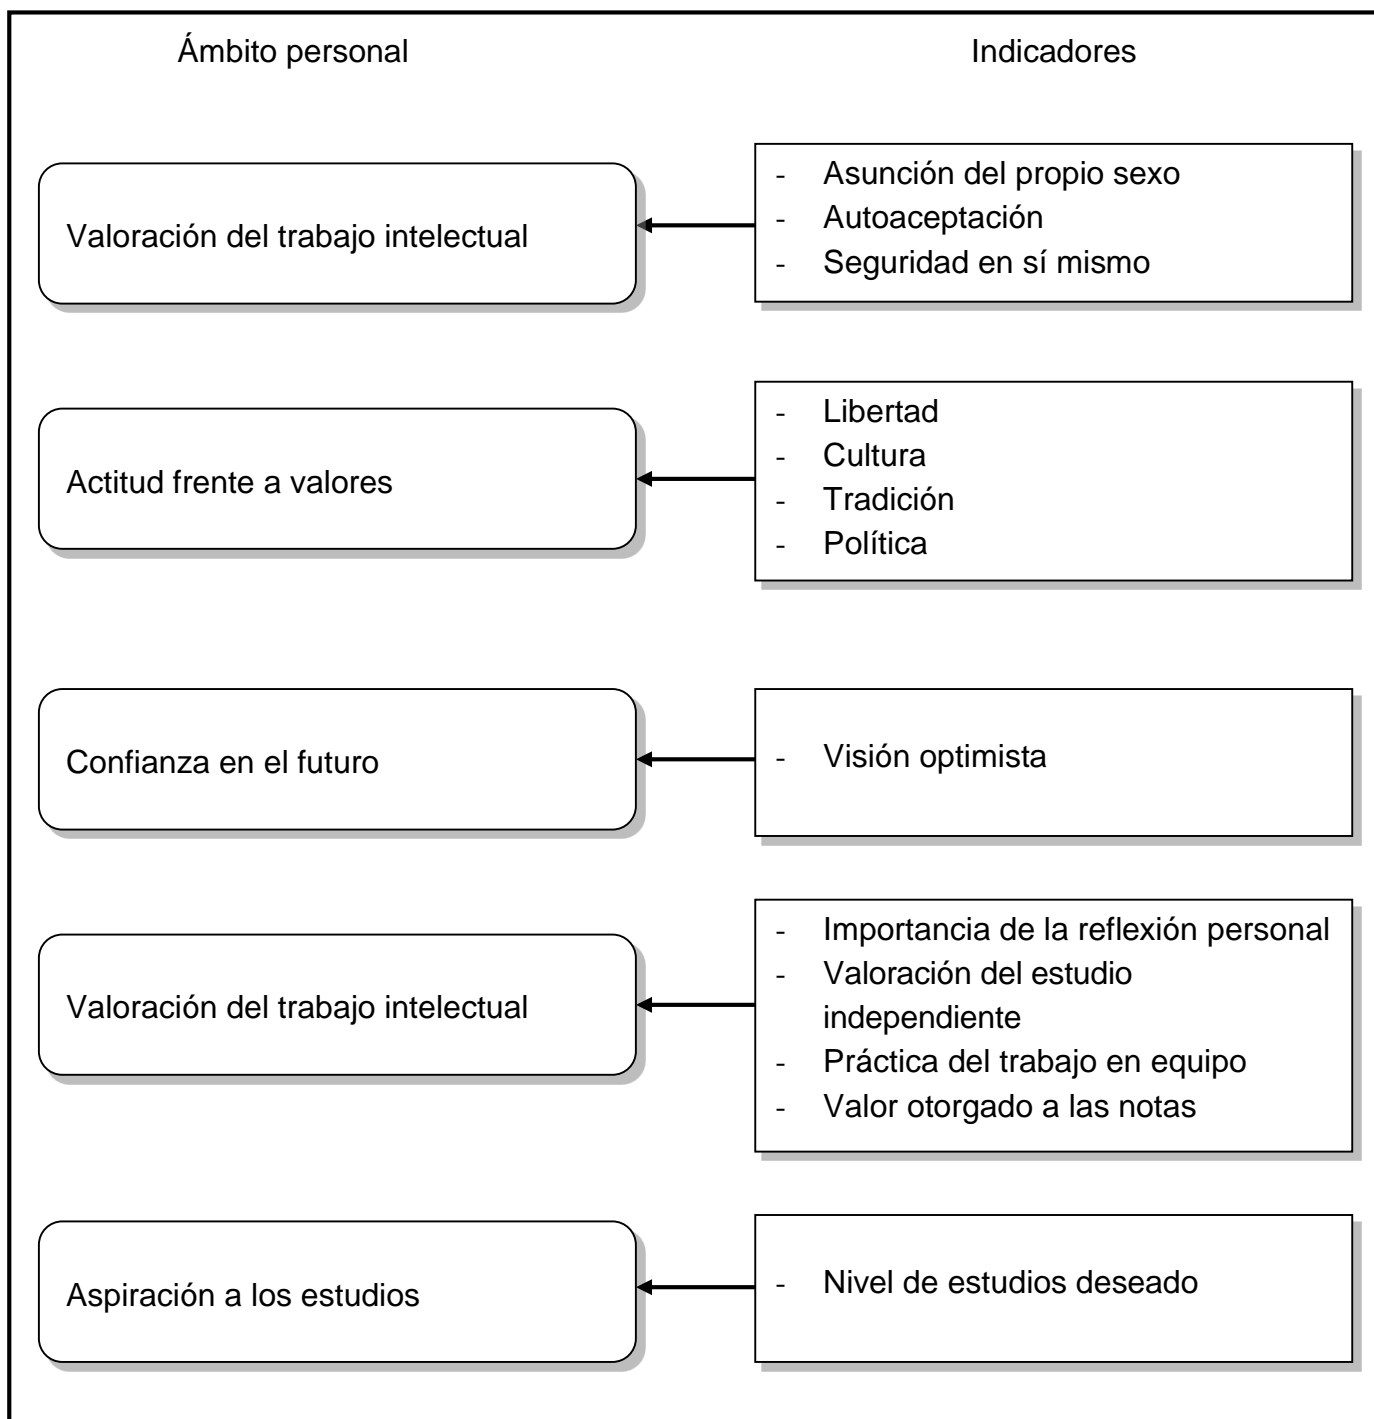 Ámbito personal
Indicadores
Valoración del trabajo intelectual
- Asunción del propio sexo
- Autoaceptación
- Seguridad en sí mismo
Actitud frente a valores
- Libertad
- Cultura
- Tradición
- Política
Confianza en el futuro
- Visión optimista
Valoración del trabajo intelectual
- Importancia de la reflexión personal
- Valoración del estudio
independiente
- Práctica del trabajo en equipo
- Valor otorgado a las notas
Aspiración a los estudios
- Nivel de estudios deseado